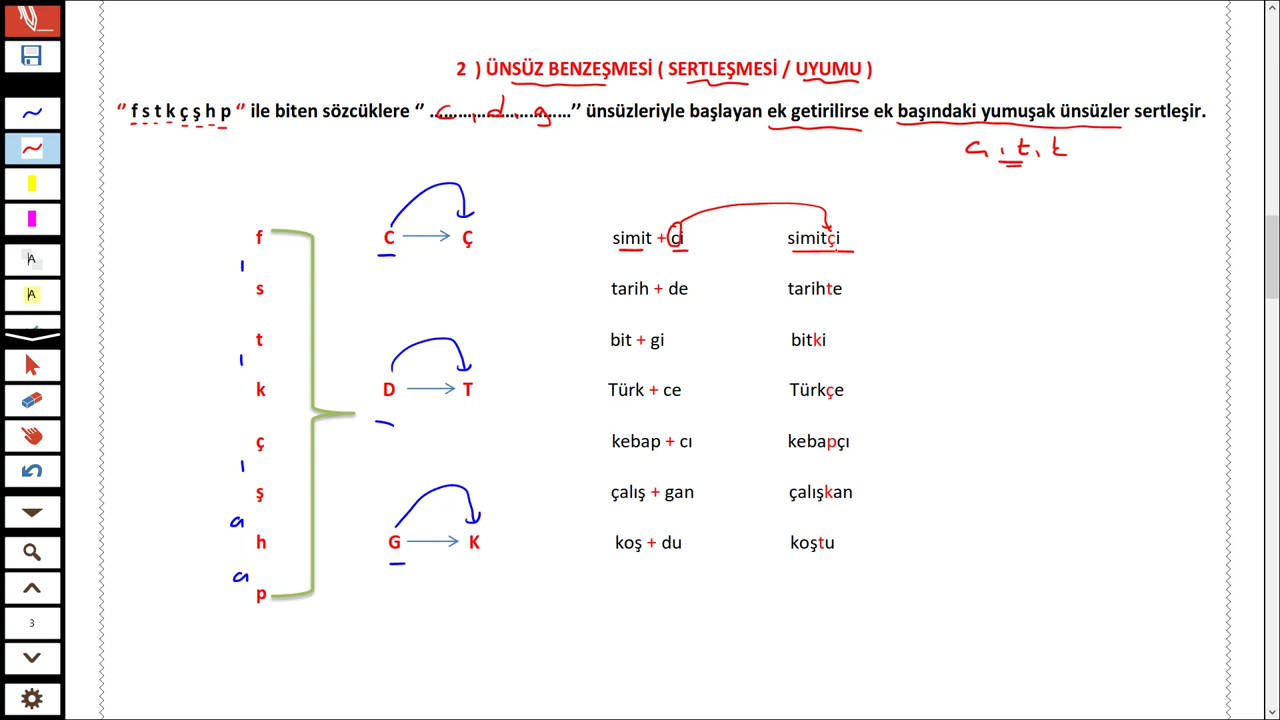 2 ) ÜNSÜZ BENZEŞMESİ ( SERTLEŞMESİ / UYUMU )
‘’ f s t k ç ş h p ‘’ ile biten sözcüklere ‘’ ...c...,...d...,...g...’’ ünsüzleriyle başlayan ek getirilirse ek başındaki yumuşak ünsüzler sertleşir.
ç, t, k
f C Ç simit + ci simitçi
ı
s tarih + de tarihte
t bit + gi bitki
ı
k D T Türk + ce Türkçe
ç kebap + cı kebapçı
ı
ş çalış + gan çalışkan
a
h G K koş + du koştu
a
p
A
A
3